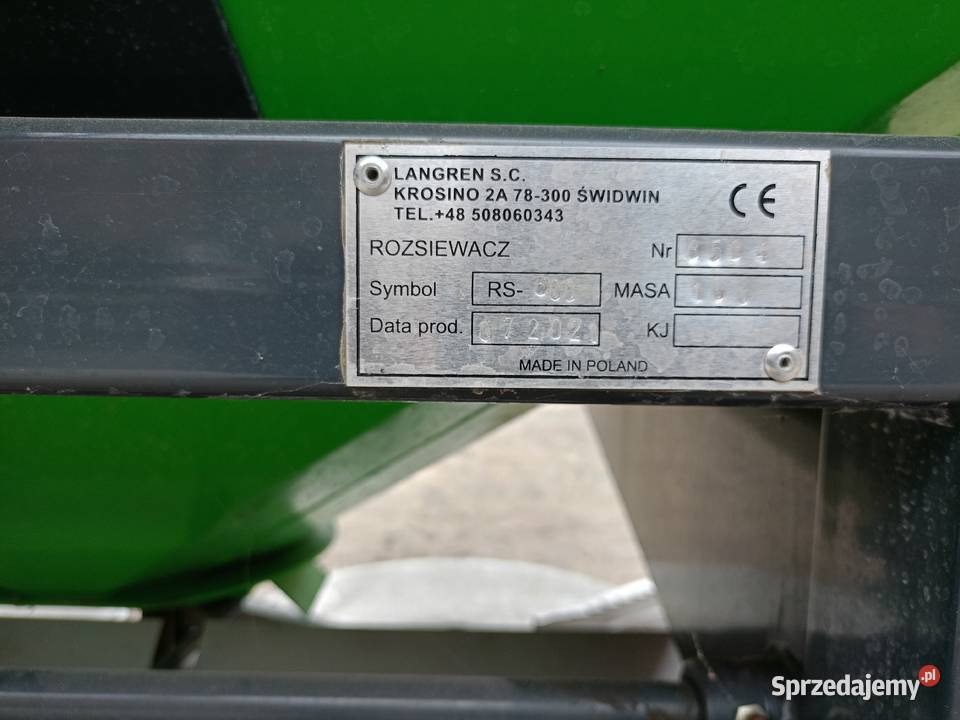 LANGREN S.C.
KROSINO 2A 78-300 ŚWIDWIN
TEL.+48 508060343
CE
ROZSIEWACZ Nr
Symbol RS- MASA
Data prod. KJ
MADE IN POLAND
Sprzedajemy.pl